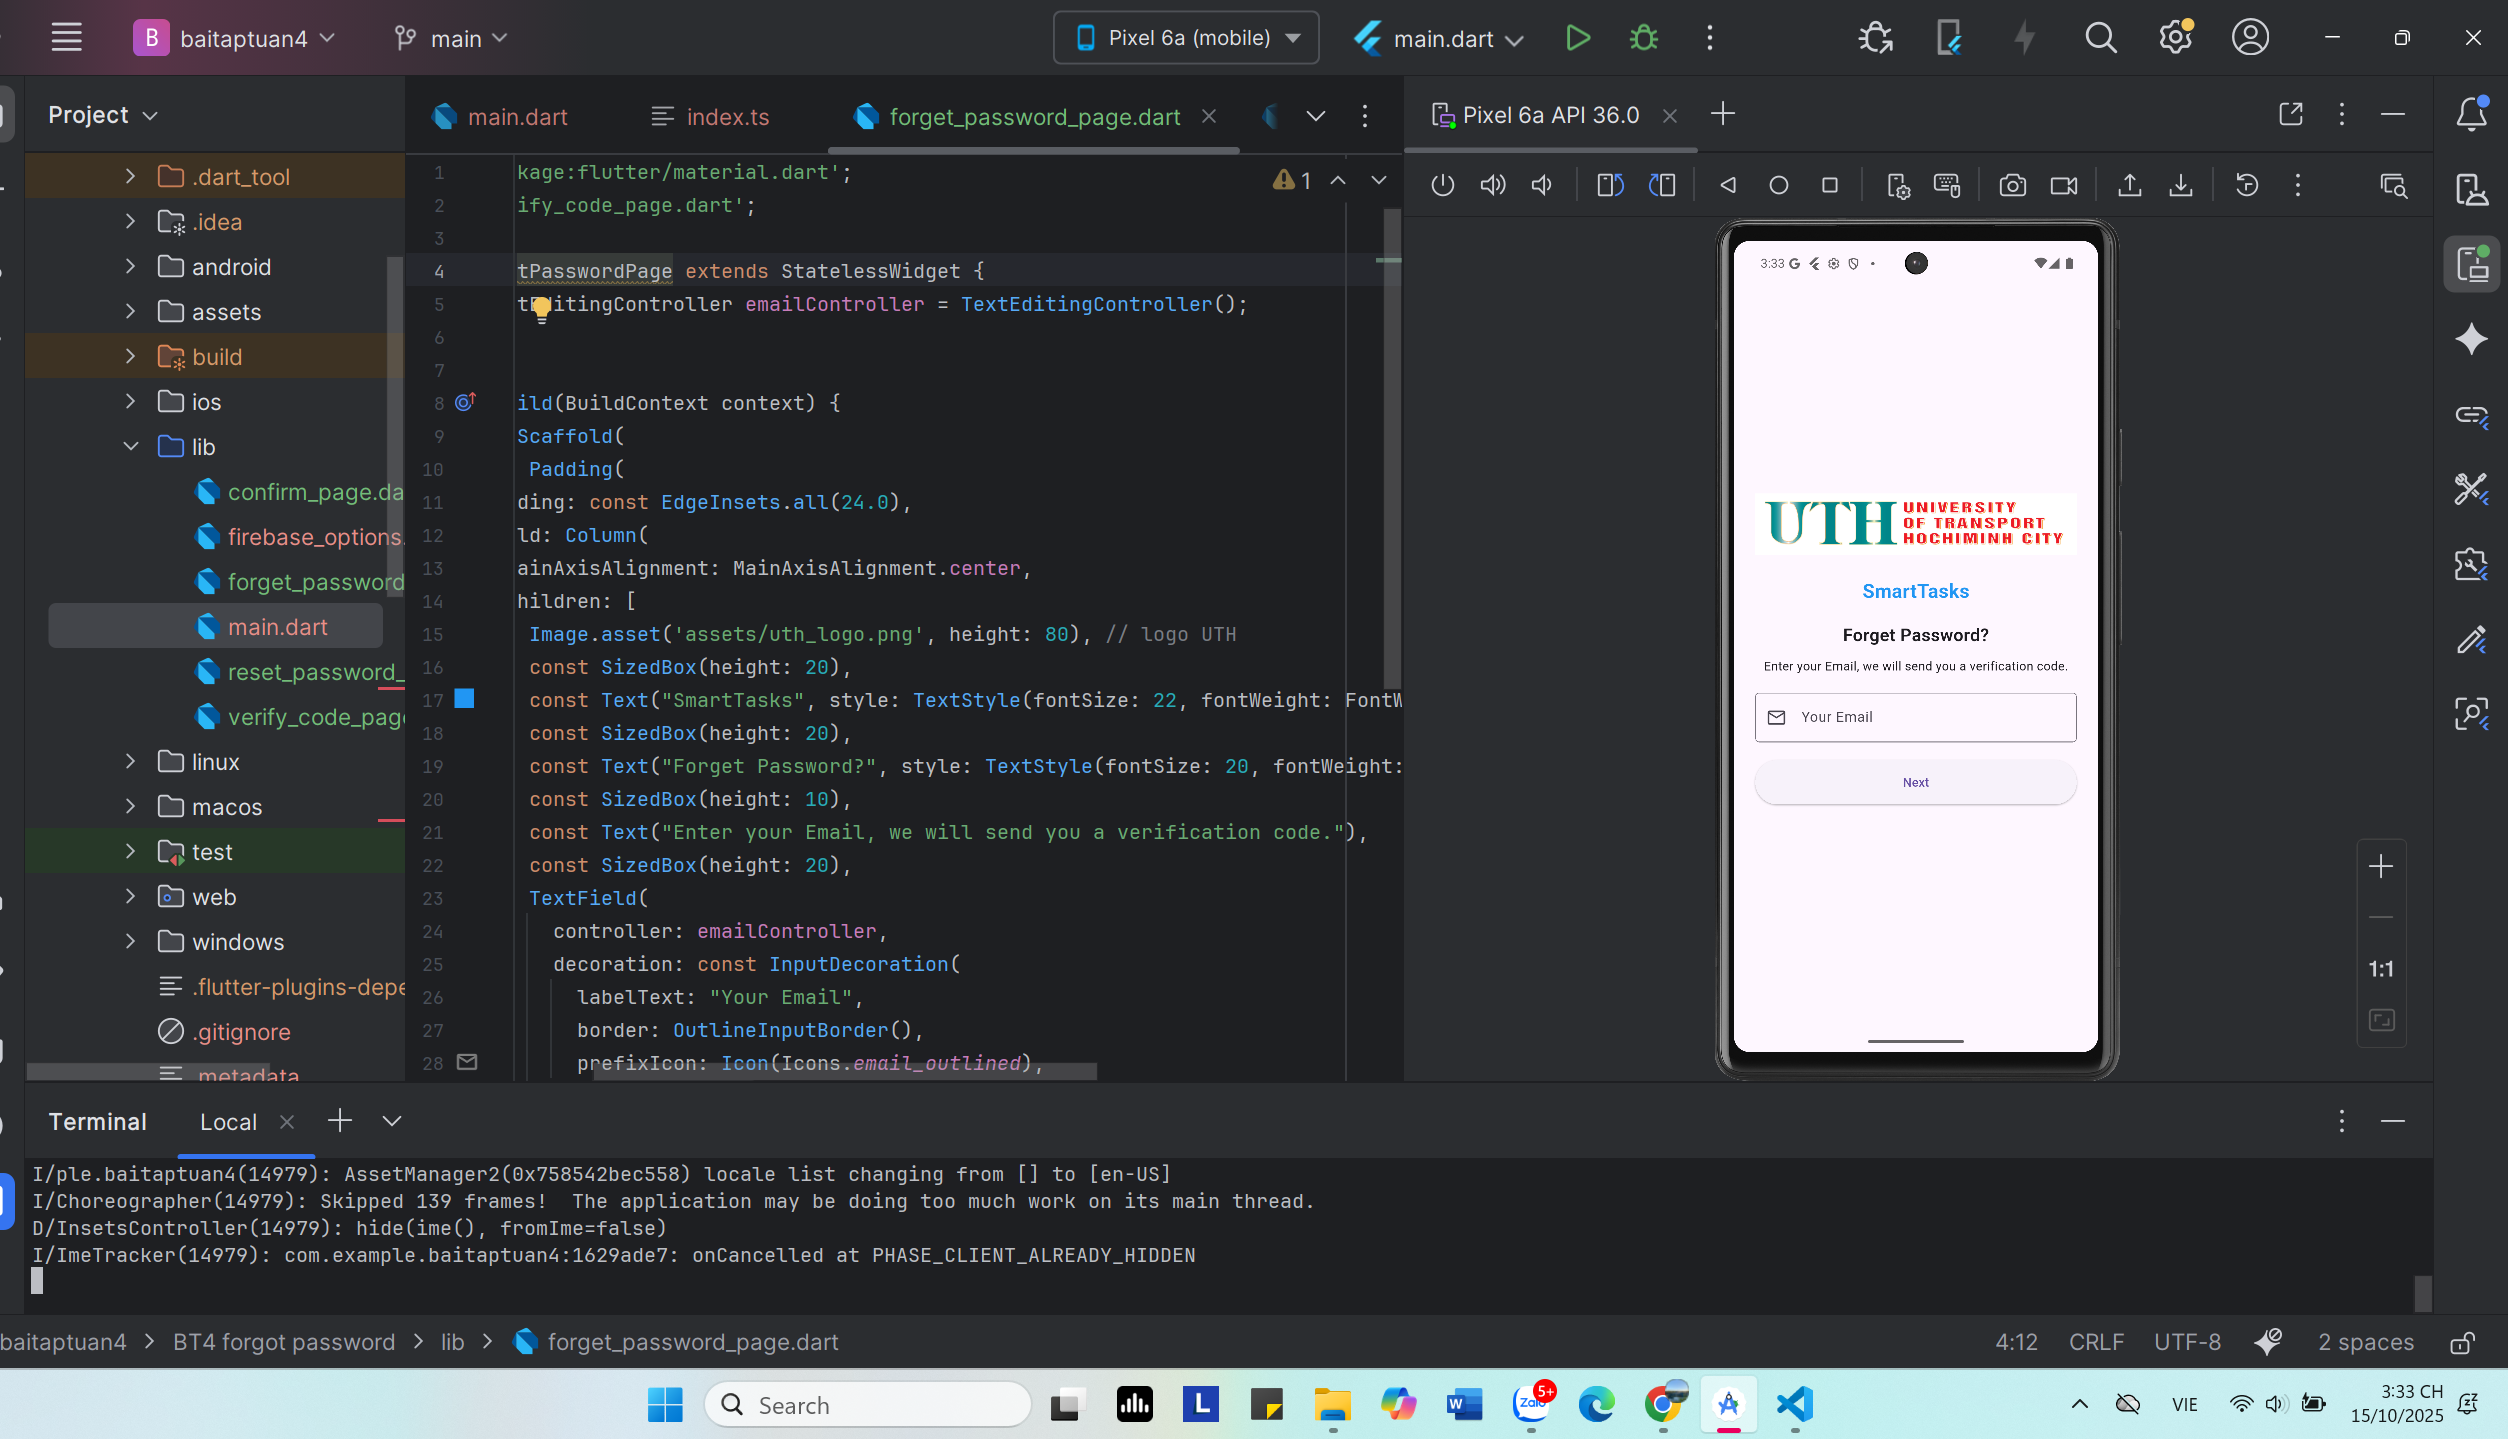 B baitaptuan4 main Pixel 6a (mobile) main.dart
Project
main.dart index.ts forget_password_page.dart
Pixel 6a API 36.0
.dart_tool
.idea
android
assets
build
ios
lib
confirm_page.da
firebase_options.
forget_password
main.dart
reset_password_
verify_code_page
linux
macos
test
web
windows
.flutter-plugins-depe
.gitignore
.metadata
1 kage:flutter/material.dart';
2 ify_code_page.dart';
3
4 tPasswordPage extends StatelessWidget {
5 tEditingController emailController = TextEditingController();
6
7
8 ild(BuildContext context) {
9 Scaffold(
10 Padding(
11 ding: const EdgeInsets.all(24.0),
12 ld: Column(
13 ainAxisAlignment: MainAxisAlignment.center,
14 hildren: [
15 Image.asset('assets/uth_logo.png', height: 80), // logo UTH
16 const SizedBox(height: 20),
17 const Text("SmartTasks", style: TextStyle(fontSize: 22, fontWeight: FontW
18 const SizedBox(height: 20),
19 const Text("Forget Password?", style: TextStyle(fontSize: 20, fontWeight:
20 const SizedBox(height: 10),
21 const Text("Enter your Email, we will send you a verification code."),
22 const SizedBox(height: 20),
23 TextField(
24 controller: emailController,
25 decoration: const InputDecoration(
26 labelText: "Your Email",
27 border: OutlineInputBorder(),
28 prefixIcon: Icon(Icons.email_outlined),
1
3:33
UTH UNIVERSITY
OF TRANSPORT
HOCHIMINH CITY
SmartTasks
Forget Password?
Enter your Email, we will send you a verification code.
Your Email
Next
1:1
Terminal Local
I/ple.baitaptuan4(14979): AssetManager2(0x758542bec558) locale list changing from [] to [en-US]
I/Choreographer(14979): Skipped 139 frames!  The application may be doing too much work on its main thread.
D/InsetsController(14979): hide(ime(), fromIme=false)
I/ImeTracker(14979): com.example.baitaptuan4:1629ade7: onCancelled at PHASE_CLIENT_ALREADY_HIDDEN
baitaptuan4 > BT4 forgot password > lib > forget_password_page.dart
4:12 CRLF UTF-8 2 spaces
Search
L
W
Zalo 5+
VIE
3:33 CH
15/10/2025